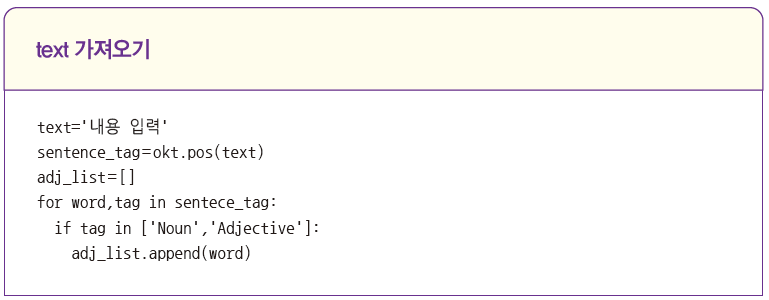 text 가져오기
text='내용 입력'
sentence_tag=okt.pos(text)
adj_list=[]
for word,tag in sentece_tag:
  if tag in ['Noun','Adjective']:
    adj_list.append(word)